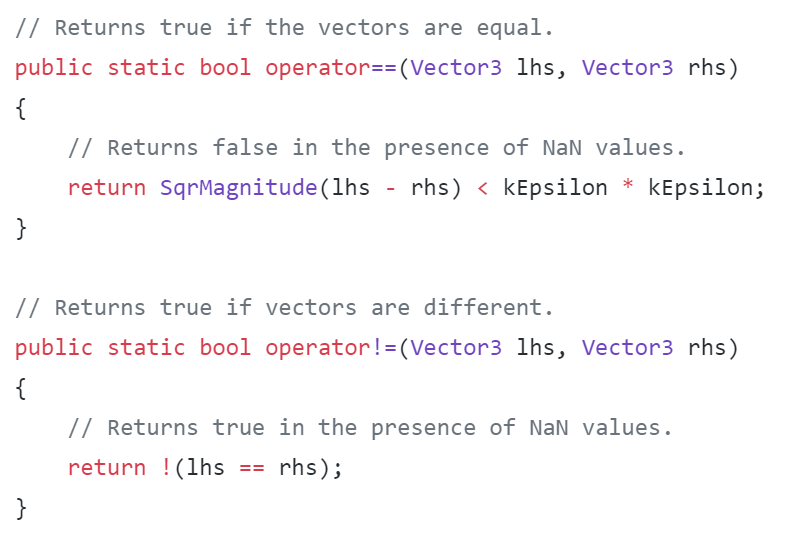 // Returns true if the vectors are equal.
public static bool operator==(Vector3 lhs, Vector3 rhs)
{
    // Returns false in the presence of NaN values.
    return SqrMagnitude(lhs - rhs) < kEpsilon * kEpsilon;
}

// Returns true if vectors are different.
public static bool operator!=(Vector3 lhs, Vector3 rhs)
{
    // Returns true in the presence of NaN values.
    return !(lhs == rhs);
}